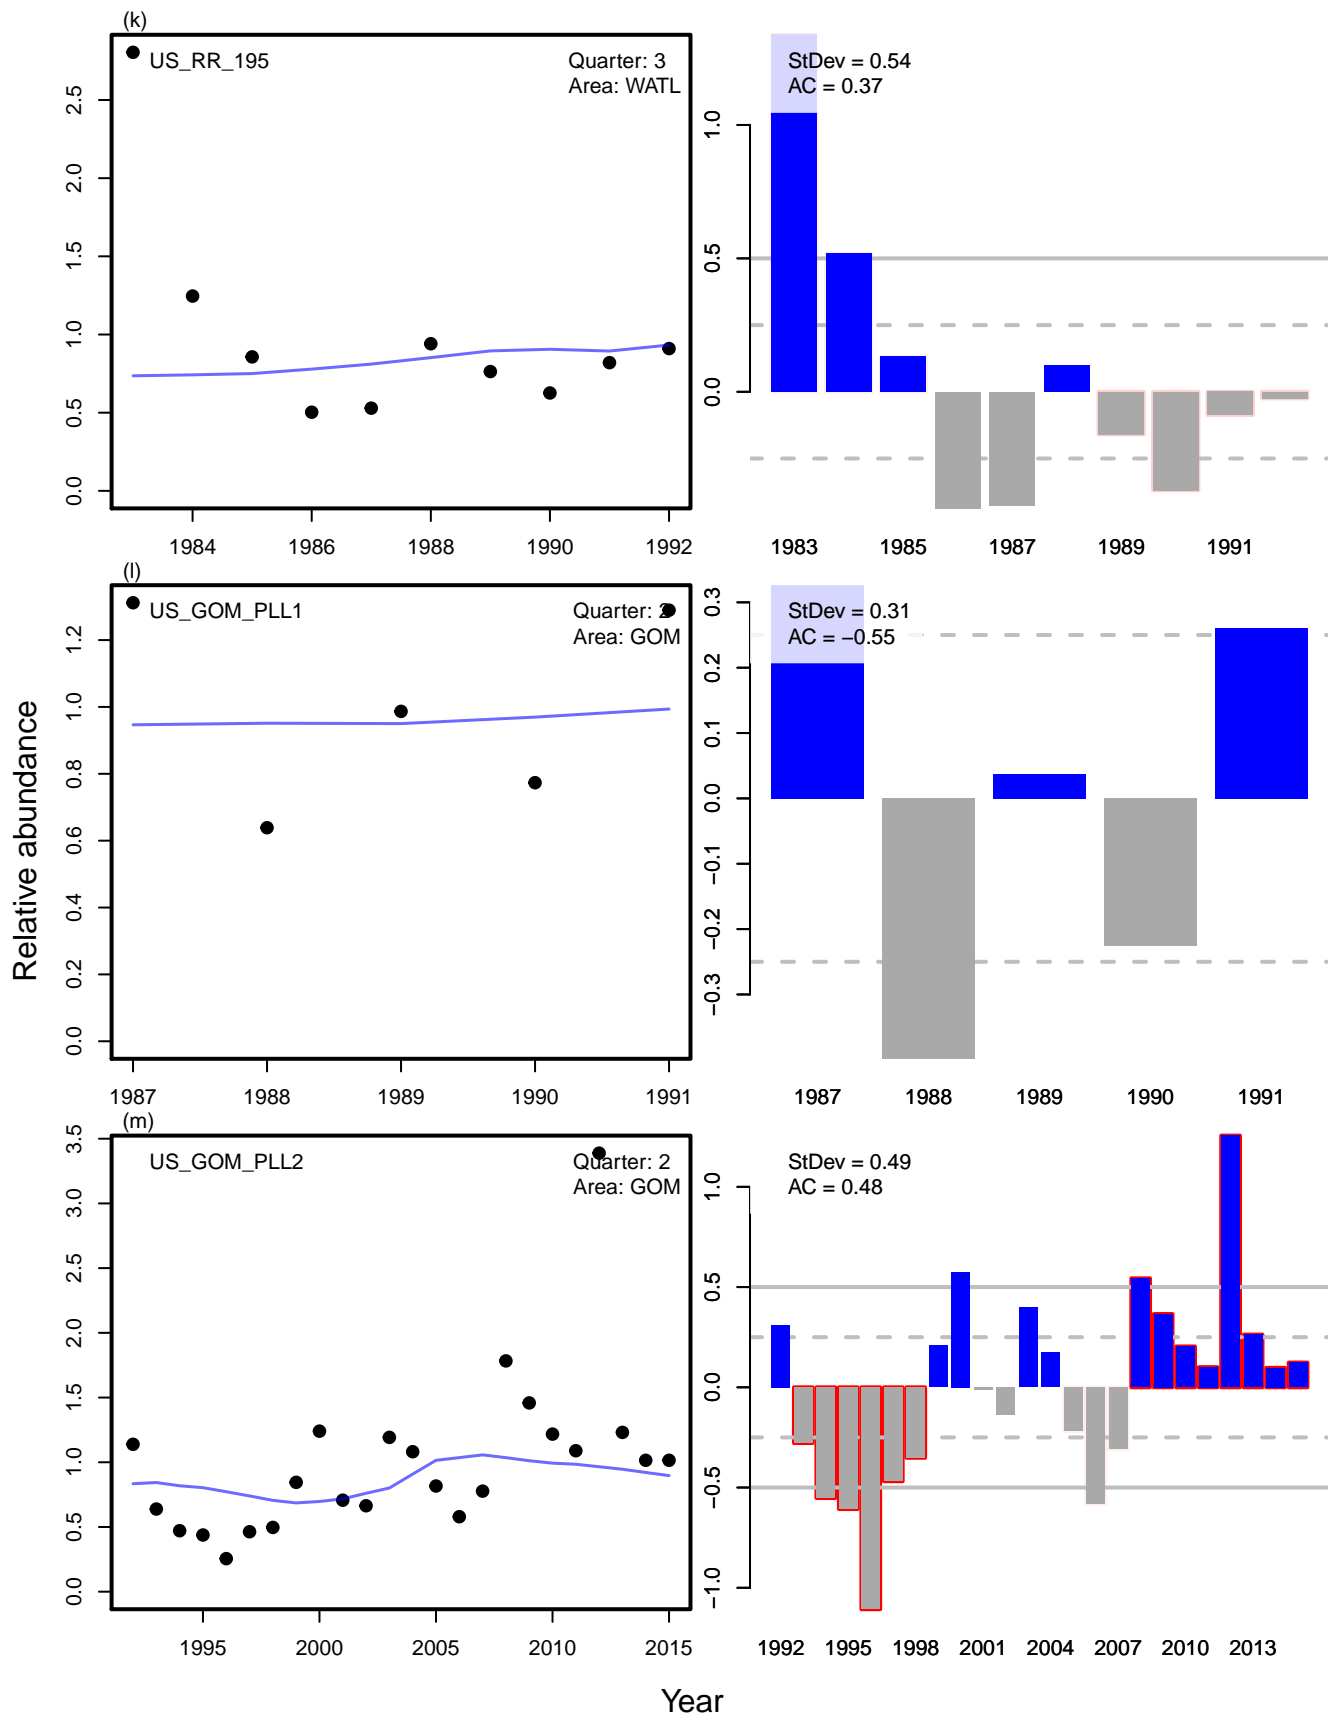 (k)
US_RR_195
Quarter: 3
Area: WATL
0.0 0.5 1.0 1.5 2.0 2.5
1984 1986 1988 1990 1992
StDev = 0.54
AC = 0.37
0.0 0.5 1.0
1983 1985 1987 1989 1991
(l)
US_GOM_PLL1
Quarter: 2
Area: GOM
0.0 0.2 0.4 0.6 0.8 1.0 1.2
1987 1988 1989 1990 1991
StDev = 0.31
AC = −0.55
−0.3 −0.2 −0.1 0.0 0.1 0.2 0.3
1987 1988 1989 1990 1991
(m)
US_GOM_PLL2
Quarter: 2
Area: GOM
0.0 0.5 1.0 1.5 2.0 2.5 3.0 3.5
1995 2000 2005 2010 2015
StDev = 0.49
AC = 0.48
−1.0 −0.5 0.0 0.5 1.0
1992 1995 1998 2001 2004 2007 2010 2013
Relative abundance
Year